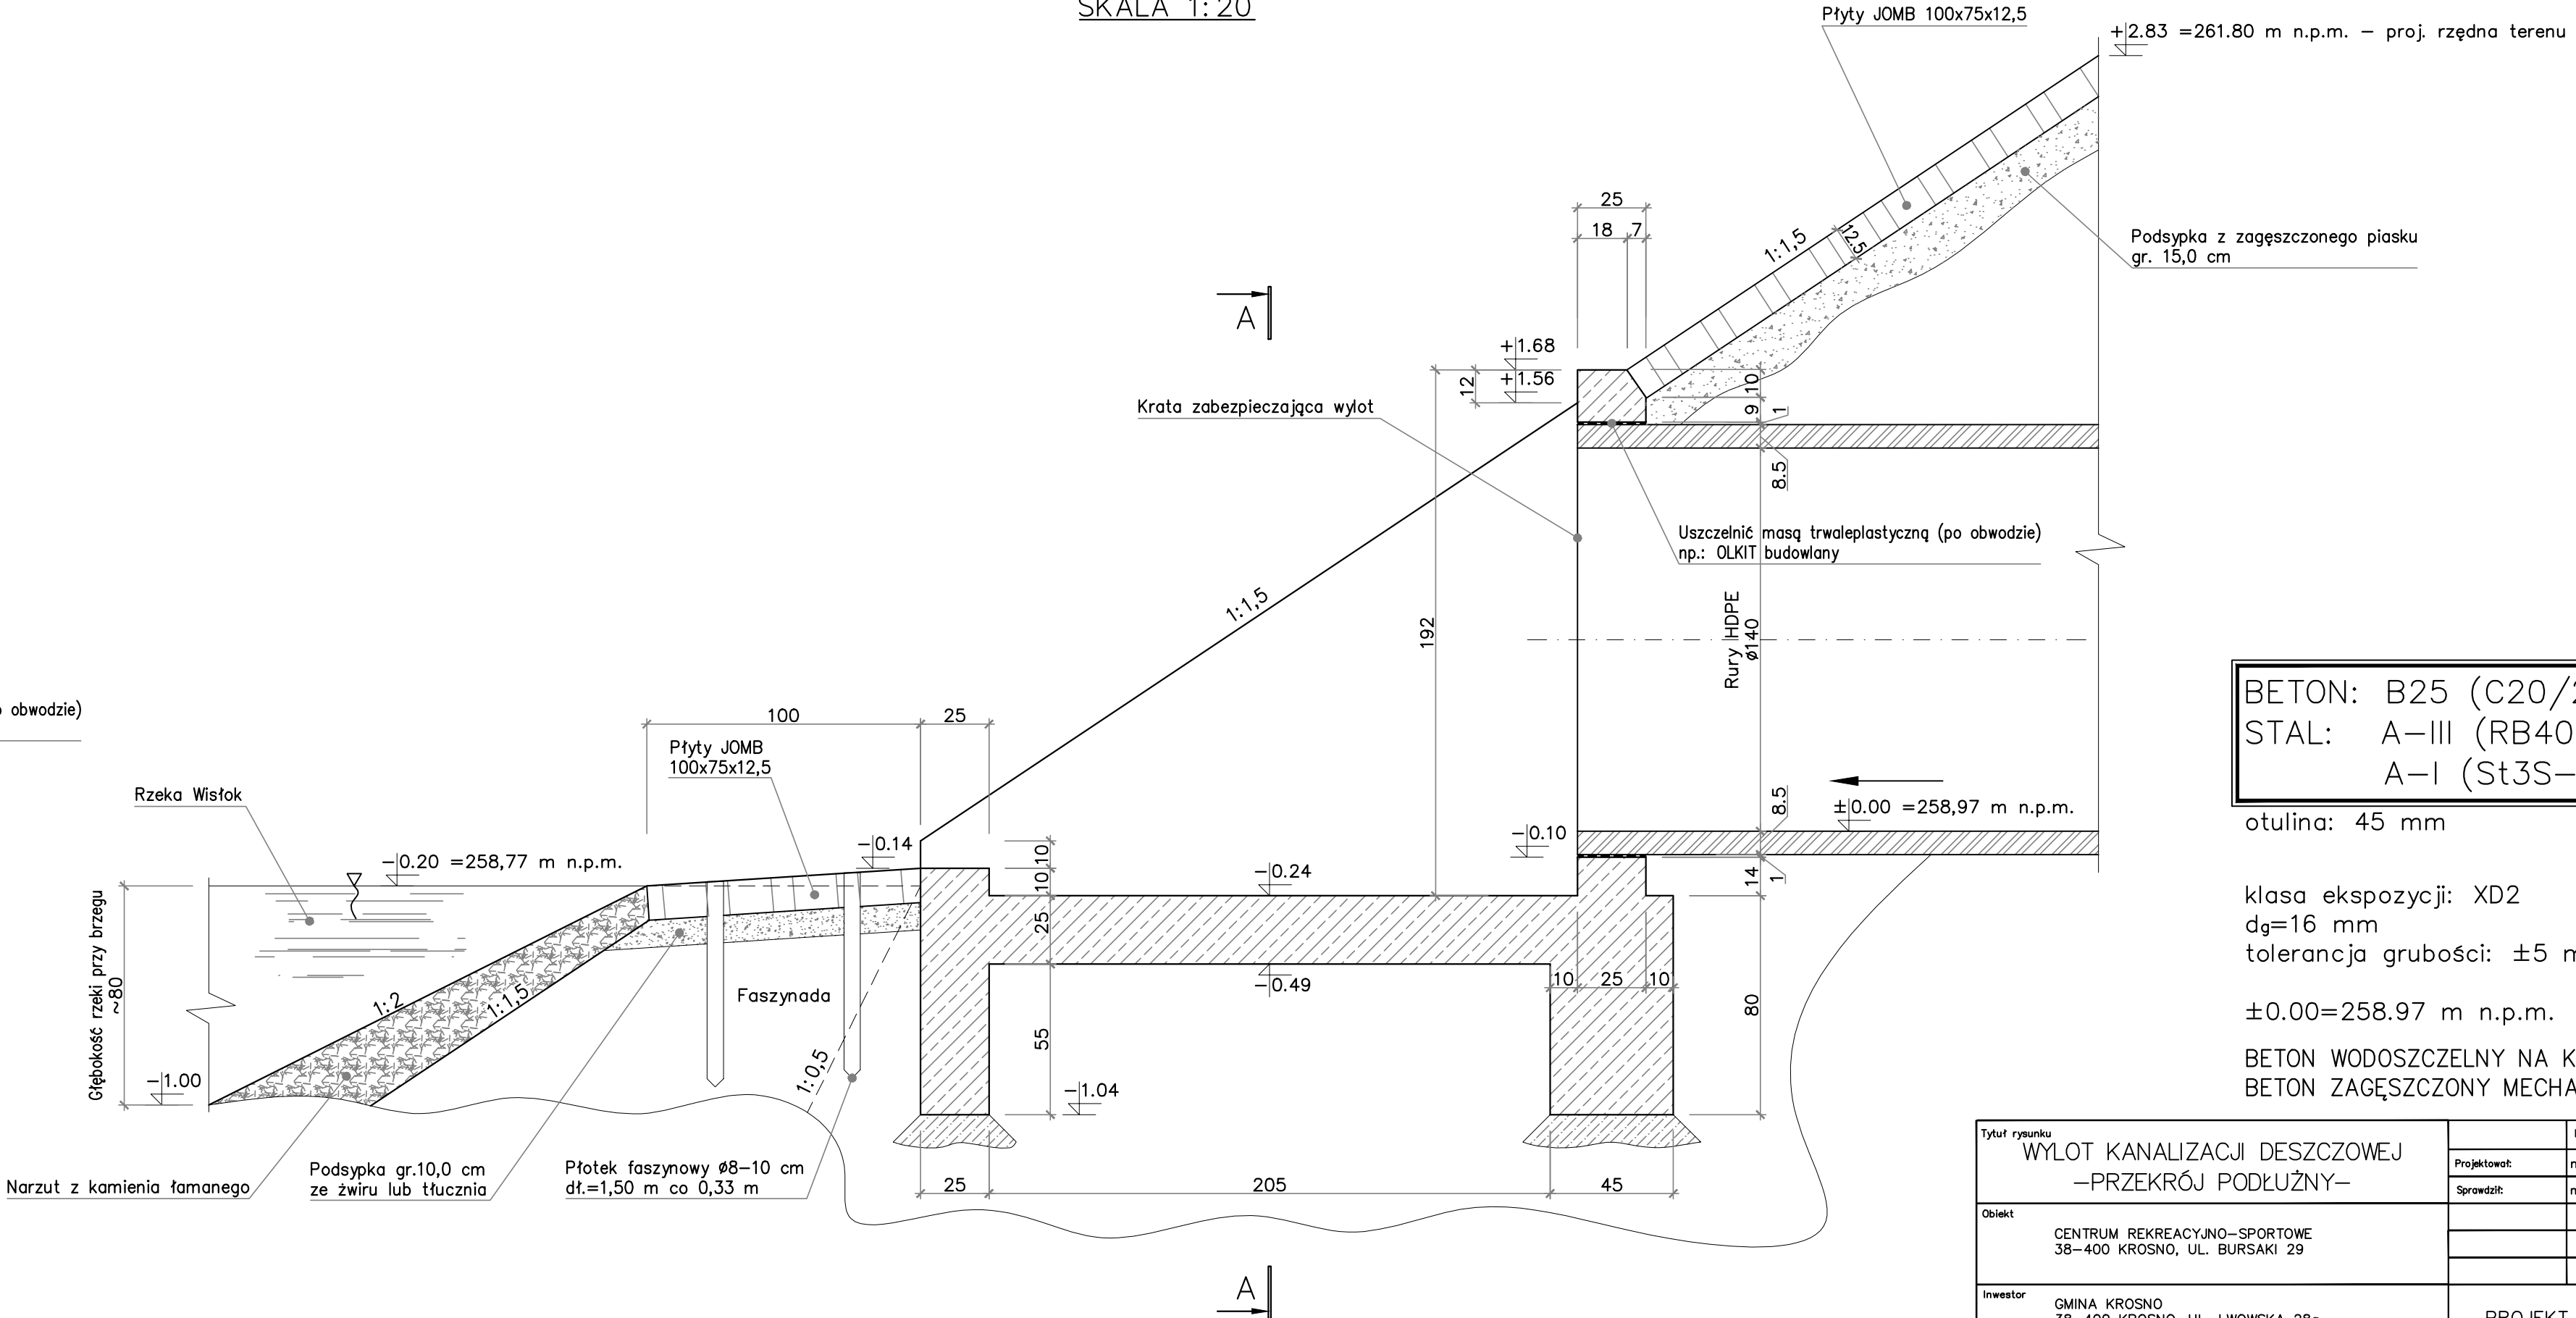 SKALA 1:20
Płyty JOMB 100x75x12,5
+2.83 =261.80 m n.p.m. – proj. rzędna terenu
25
18
7
1:1,5
12.5
Podsypka z zagęszczonego piasku
gr. 15,0 cm
A
+1.68
12
+1.56
10
9
1
Krata zabezpieczająca wylot
8.5
Uszczelnić masą trwaleplastyczną (po obwodzie)
np.: OLKIT budowlany
1:1,5
192
Rury HDPE
ø140
obwodzie)
100
25
Płyty JOMB
100x75x12,5
Rzeka Wisłok
–0.20 =258,77 m n.p.m.
–0.14
10
10
25
55
–0.24
–0.49
–0.10
8.5
±0.00 =258,97 m n.p.m.
14
1
80
10
25
10
Głębokość rzeki przy brzegu
~80
–1.00
1:2
1:1,5
Faszynada
1:0,5
–1.04
Narzut z kamienia łamanego
Podsypka gr.10,0 cm
ze żwiru lub tłucznia
Płotek faszynowy ø8–10 cm
dł.=1,50 m co 0,33 m
25
205
45
A
BETON: B25 (C20/2
STAL: A–III (RB40
A–I (St3S–
otulina: 45 mm
klasa ekspozycji: XD2
dg=16 mm
tolerancja grubości: ±5 m
±0.00=258.97 m n.p.m.
BETON WODOSZCZELNY NA K
BETON ZAGĘSZCZONY MECHA
Tytuł rysunku
WYLOT KANALIZACJI DESZCZOWEJ
–PRZEKRÓJ PODŁUŻNY–
Projektował:
Sprawdził:
Obiekt
CENTRUM REKREACYJNO–SPORTOWE
38–400 KROSNO, UL. BURSAKI 29
Inwestor
GMINA KROSNO
38–400 KROSNO, UL. LWOWSKA 28a
PROJEKT